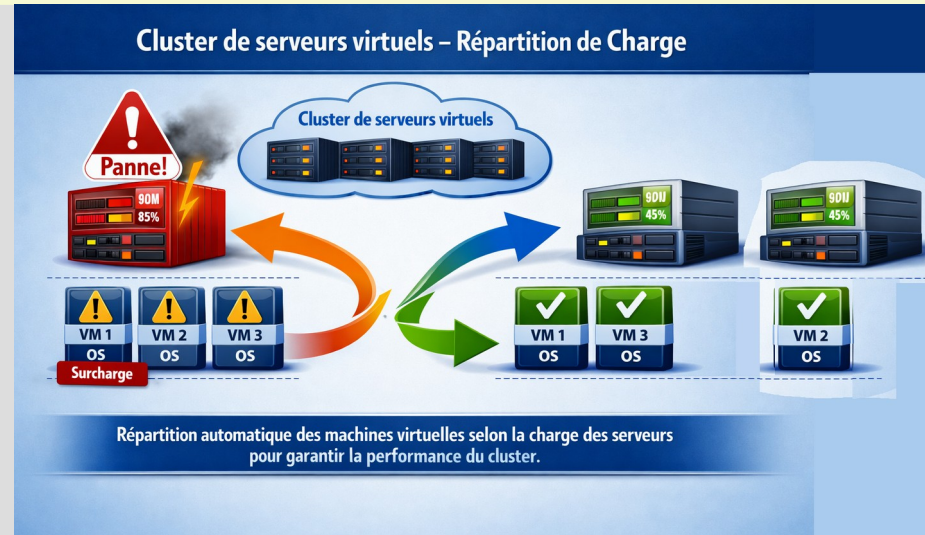 Cluster de serveurs virtuels – Répartition de Charge
Cluster de serveurs virtuels
Panne!
90M
85%
45%
45%
VM 1
OS
VM 2
OS
VM 3
OS
Surcharge
VM 1
OS
VM 3
OS
VM 2
OS
Répartition automatique des machines virtuelles selon la charge des serveurs
pour garantir la performance du cluster.